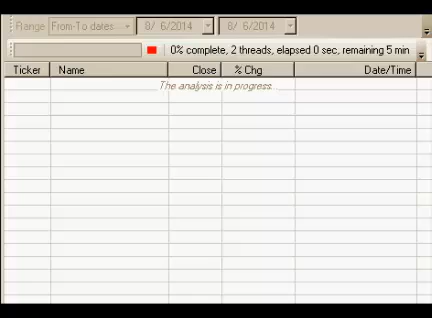 Range From-To dates 8/ 6/2014 8/ 6/2014
0% complete, 2 threads, elapsed 0 sec, remaining 5 min
Ticker Name Close % Chg Date/Time
The analysis is in progress...